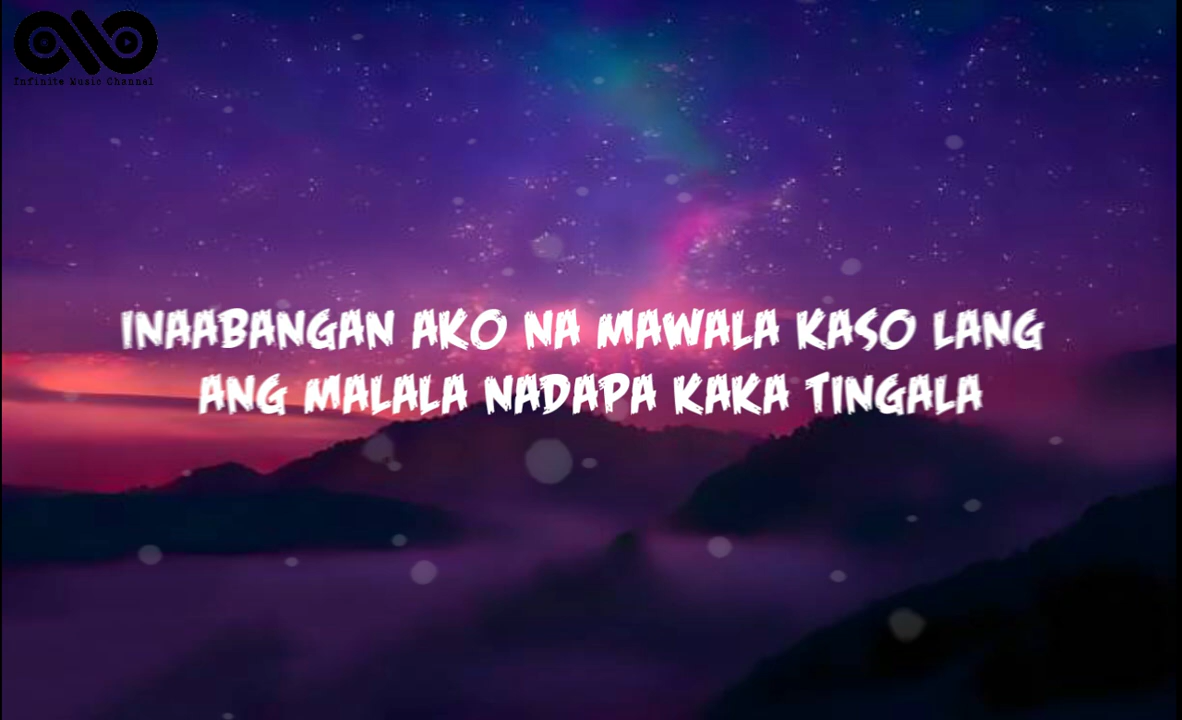 Infinite Music Channel
INAABANGAN AKO NA MAWALA KASO LANG
ANG MALALA NADAPA KAKA TINGALA